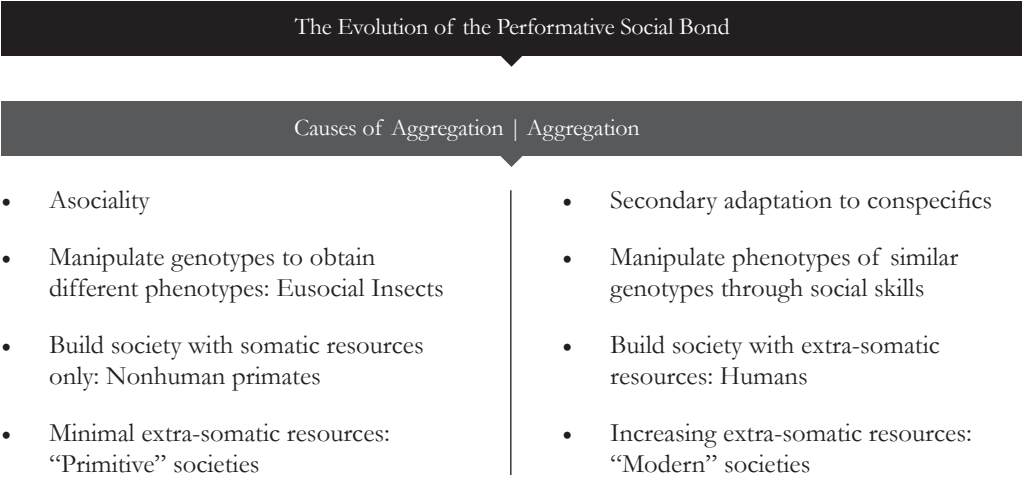 The Evolution of the Performative Social Bond
Causes of Aggregation | Aggregation
• Asociality
• Manipulate genotypes to obtain
different phenotypes: Eusocial Insects
• Build society with somatic resources
only: Nonhuman primates
• Minimal extra-somatic resources:
“Primitive” societies
• Secondary adaptation to conspecifics
• Manipulate phenotypes of similar
genotypes through social skills
• Build society with extra-somatic
resources: Humans
• Increasing extra-somatic resources:
“Modern” societies